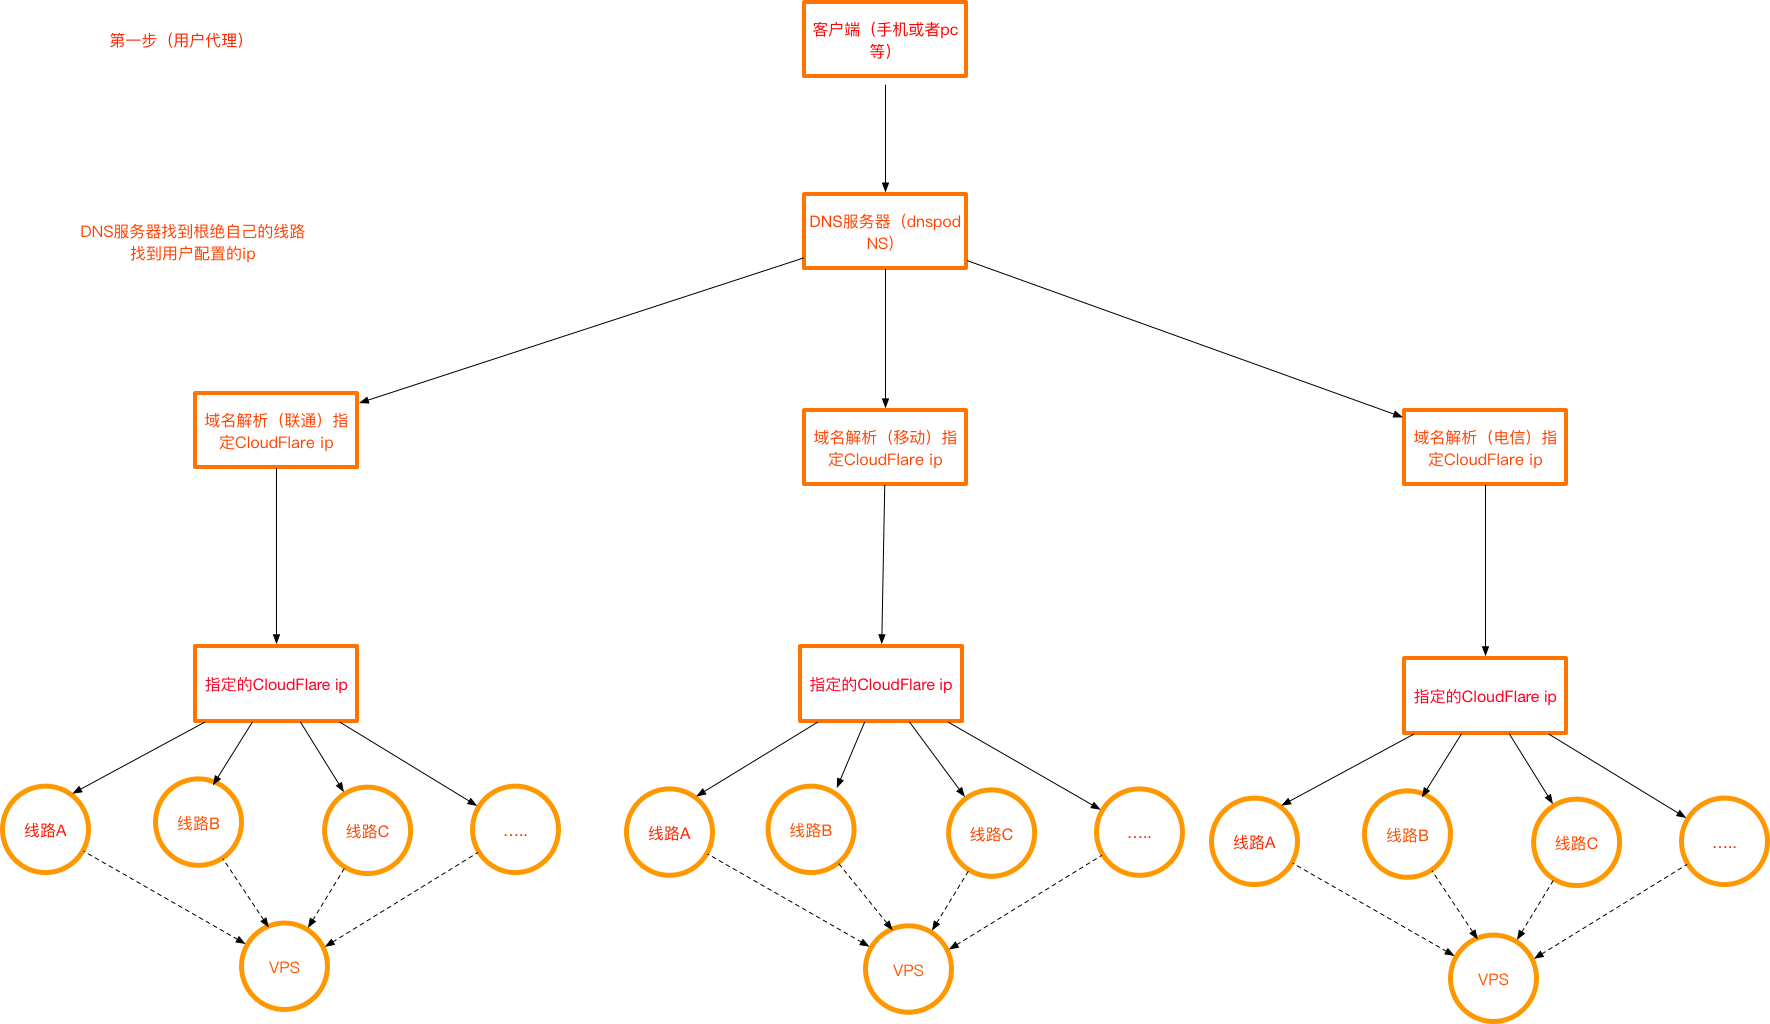 第一步（用户代理）
客户端（手机或者pc
等）
DNS服务器找到根绝自己的线路
找到用户配置的ip
DNS服务器（dnspod
NS）
域名解析（联通）指
定CloudFlare ip
域名解析（移动）指
定CloudFlare ip
域名解析（电信）指
定CloudFlare ip
指定的CloudFlare ip
指定的CloudFlare ip
指定的CloudFlare ip
线路A
线路B
线路C
.....
线路A
线路B
线路C
.....
线路A
线路B
线路C
.....
VPS
VPS
VPS